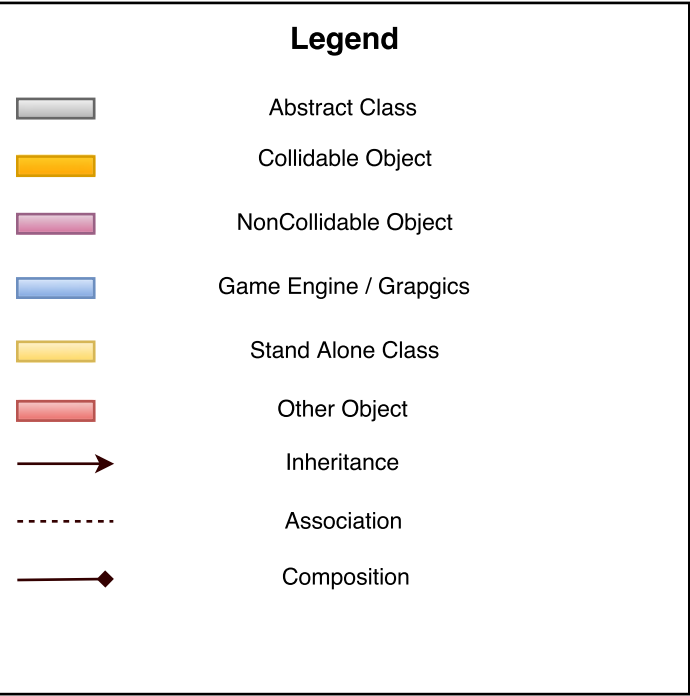 Legend
Abstract Class
Collidable Object
NonCollidable Object
Game Engine / Grapgics
Stand Alone Class
Other Object
Inheritance
Association
Composition